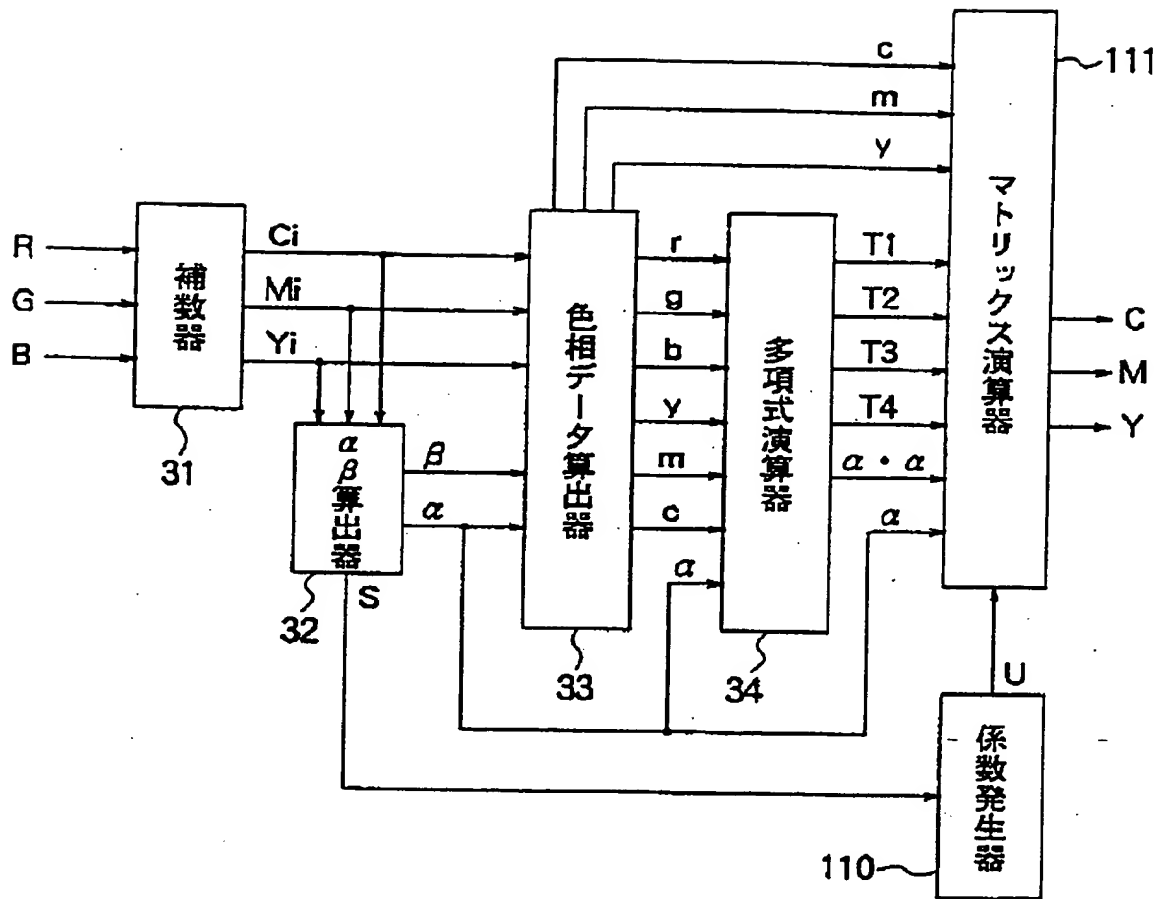 c
m
y
111
マトリックス演算器
R
G
B
補数器
31
Ci
Mi
Yi
αβ算出器
32
S
β
α
色相データ算出器
33
r
g
b
y
m
c
α
多項式演算器
34
T1
T2
T3
T4
α・α
α
C
M
Y
U
係数発生器
110